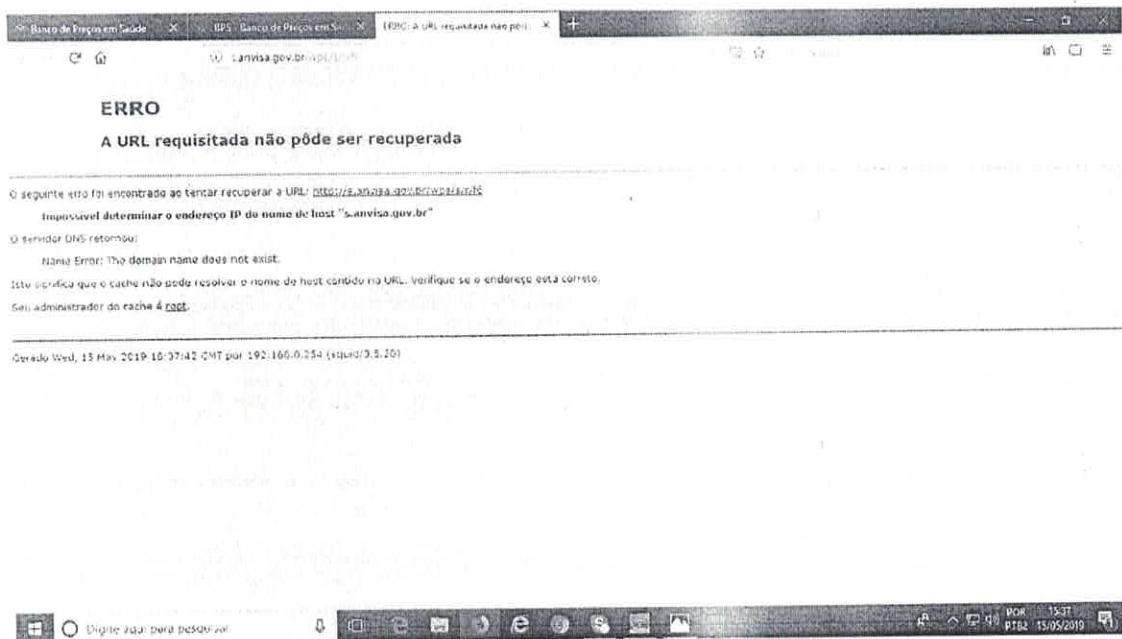 Banco de Preços em Saúde
BPS - Banco de Preços em
ERRO: A URL requisitada não
anvisa.gov.br
ERRO
A URL requisitada não pôde ser recuperada
O seguinte erro foi encontrado ao tentar recuperar a URL:
Impossível determinar o endereço IP do nome de host "s.anvisa.gov.br"
O servidor DNS retornou:
Name Error: The domain name does not exist.
Isto significa que o cache não pode resolver o nome de host contido na URL. Verifique se o endereço está correto.
Seu administrador do cache é root.
Gerado Wed, 15 May 2019 GMT por 192.168.0.254 (squid/3.5.20)
Digite aqui para pesquisar
POR 15:37
PTB2 15/05/2019